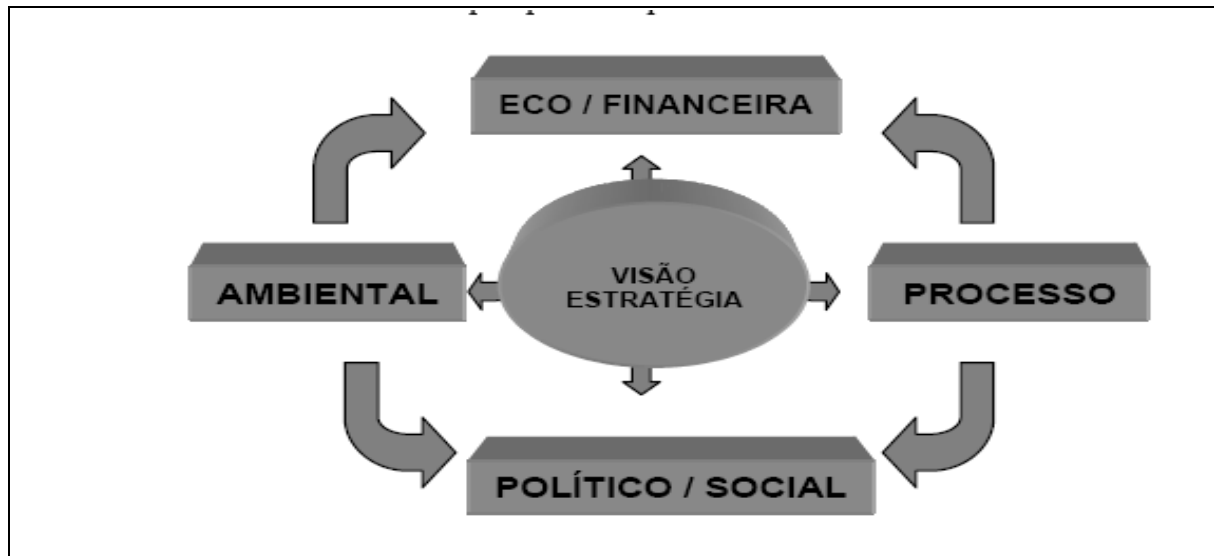 ECO / FINANCEIRA
AMBIENTAL
VISÃO
ESTRATÉGIA
PROCESSO
POLÍTICO / SOCIAL